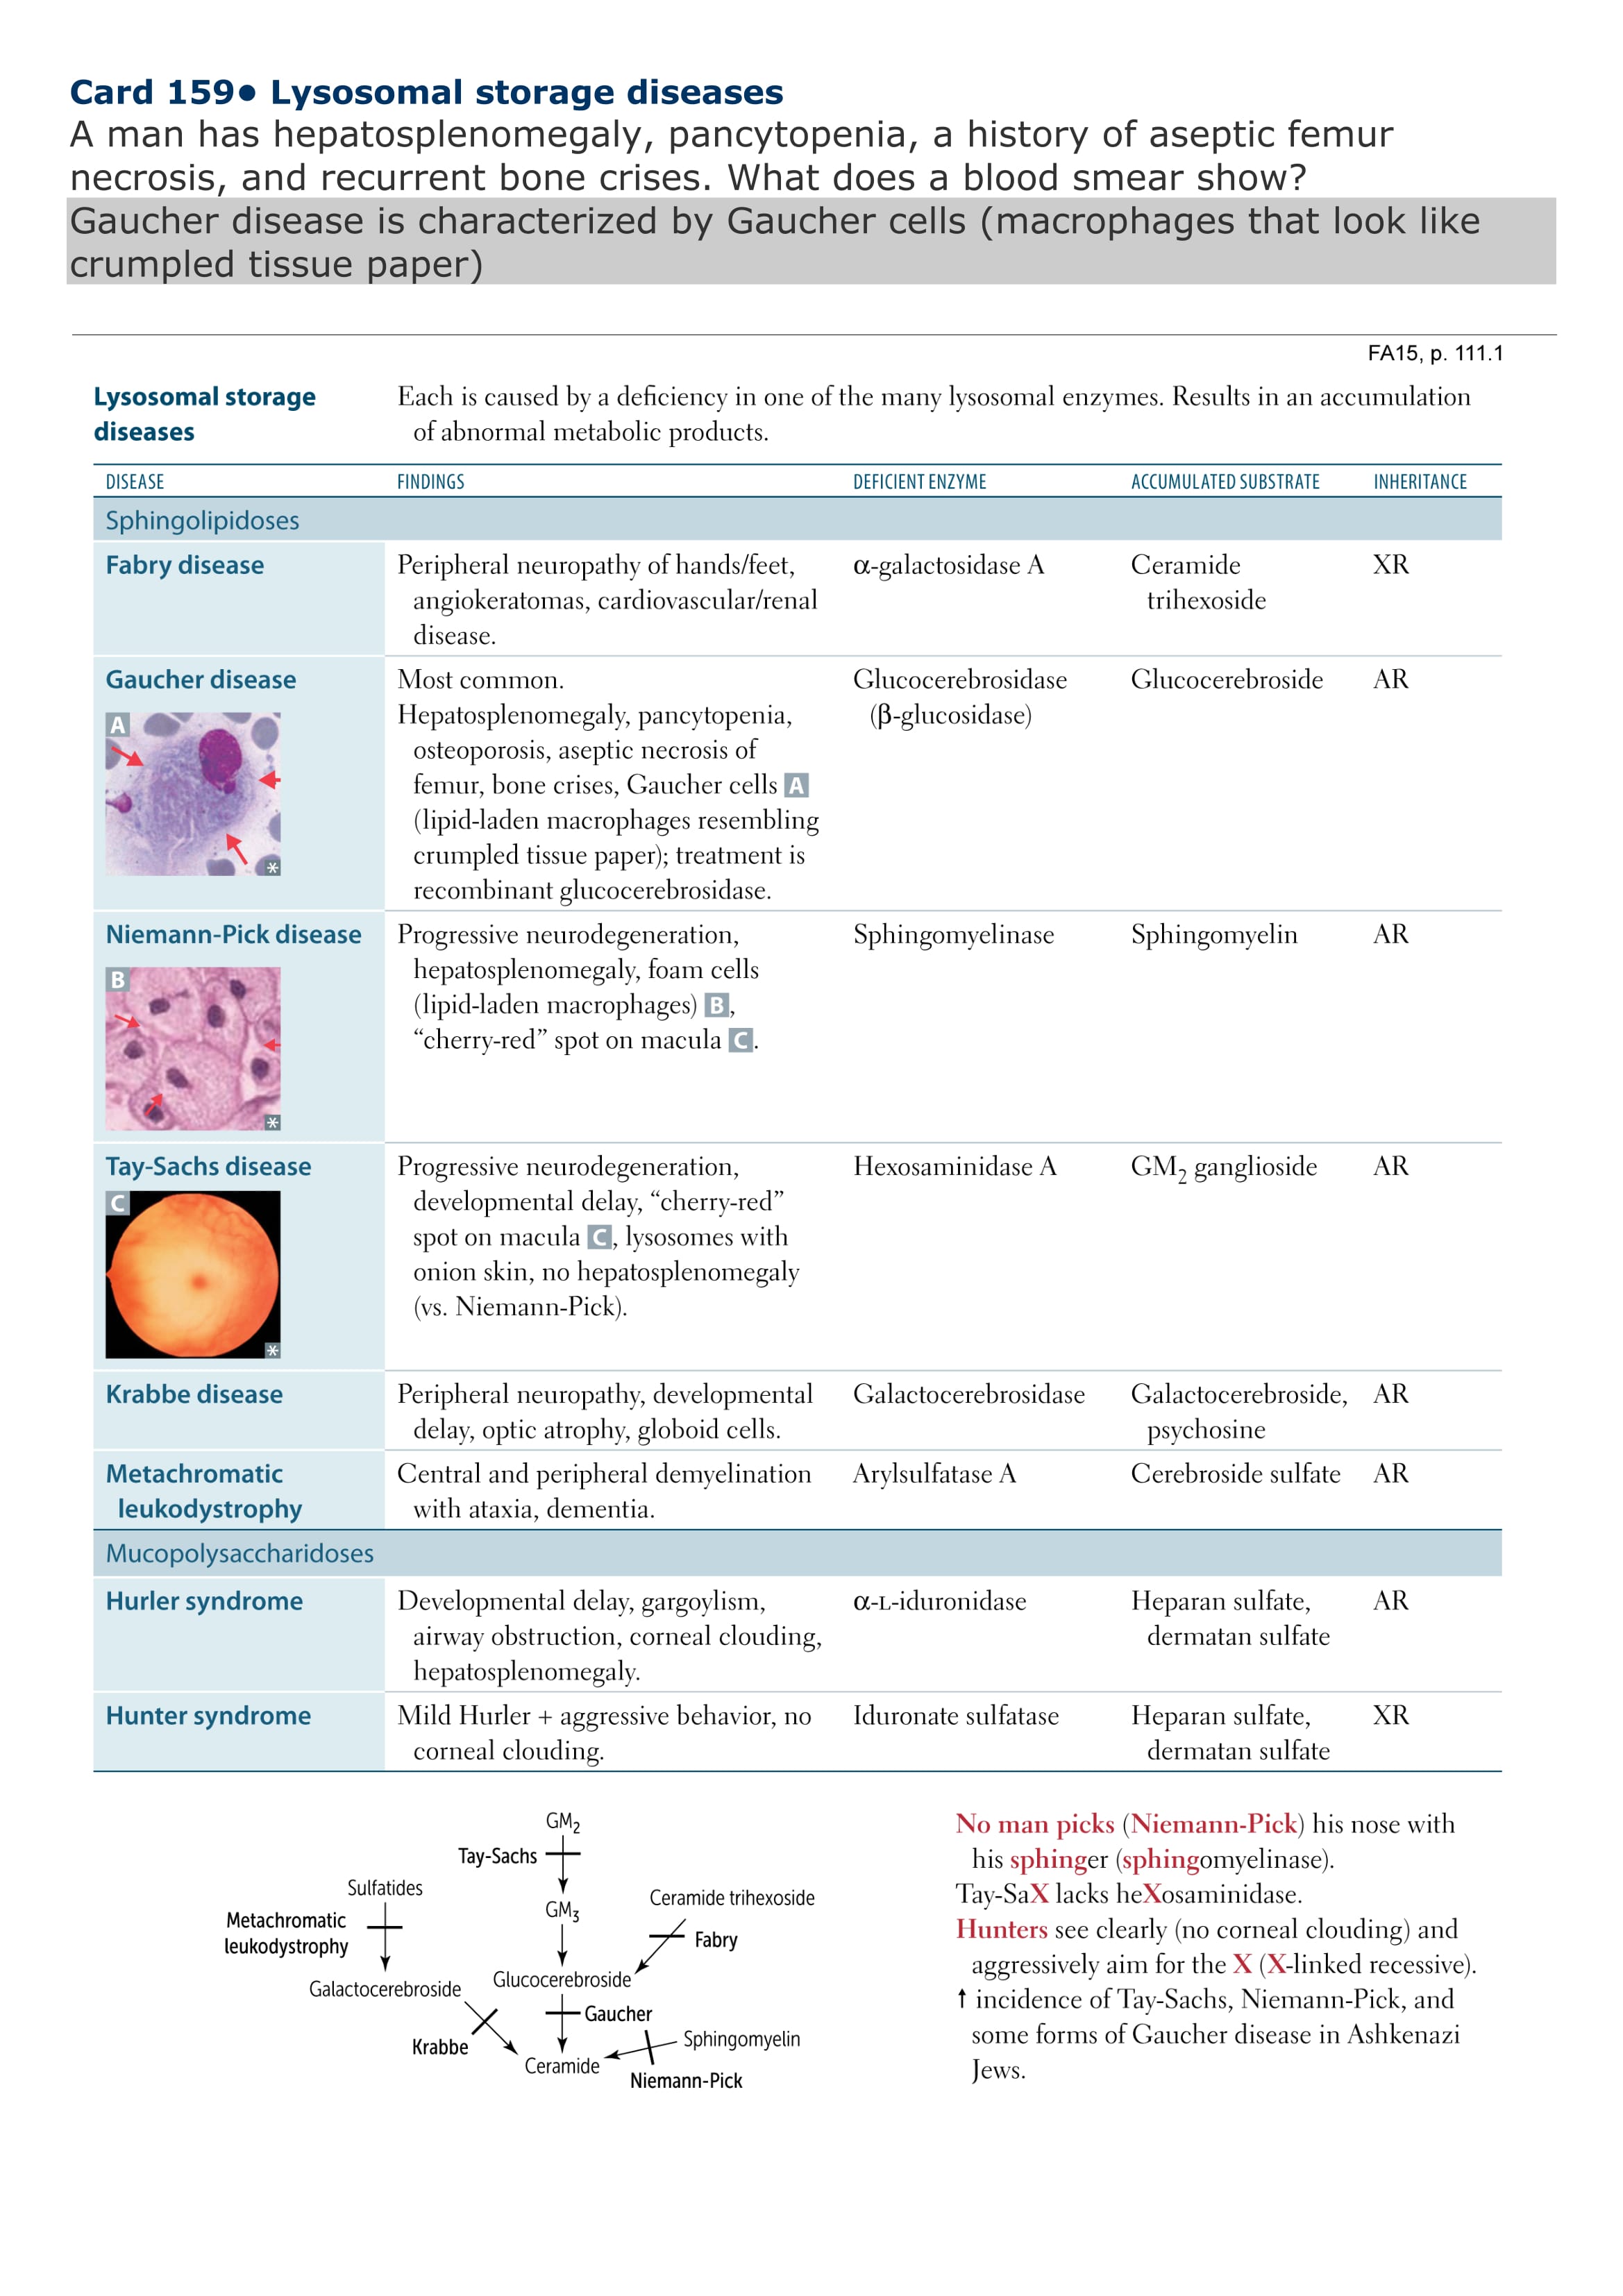 Card 159• Lysosomal storage diseases
A man has hepatosplenomegaly, pancytopenia, a history of aseptic femur
necrosis, and recurrent bone crises. What does a blood smear show?
Gaucher disease is characterized by Gaucher cells (macrophages that look like
crumpled tissue paper)
FA15, p. 111.1
Lysosomal storage
diseases
Each is caused by a deficiency in one of the many lysosomal enzymes. Results in an accumulation
of abnormal metabolic products.
DISEASE FINDINGS DEFICIENT ENZYME ACCUMULATED SUBSTRATE INHERITANCE
Sphingolipidoses
Fabry disease
Peripheral neuropathy of hands/feet,
angiokeratomas, cardiovascular/renal
disease.
α-galactosidase A
Ceramide
trihexoside
XR
Gaucher disease
A
*
Most common.
Hepatosplenomegaly, pancytopenia,
osteoporosis, aseptic necrosis of
femur, bone crises, Gaucher cells A
(lipid-laden macrophages resembling
crumpled tissue paper); treatment is
recombinant glucocerebrosidase.
Glucocerebrosidase
(β-glucosidase)
Glucocerebroside
AR
Niemann-Pick disease
B
*
Progressive neurodegeneration,
hepatosplenomegaly, foam cells
(lipid-laden macrophages) B,
“cherry-red” spot on macula C.
Sphingomyelinase
Sphingomyelin
AR
Tay-Sachs disease
C
*
Progressive neurodegeneration,
developmental delay, “cherry-red”
spot on macula C, lysosomes with
onion skin, no hepatosplenomegaly
(vs. Niemann-Pick).
Hexosaminidase A
GM2 ganglioside
AR
Krabbe disease
Peripheral neuropathy, developmental
delay, optic atrophy, globoid cells.
Galactocerebrosidase
Galactocerebroside,
psychosine
AR
Metachromatic
leukodystrophy
Central and peripheral demyelination
with ataxia, dementia.
Arylsulfatase A
Cerebroside sulfate
AR
Mucopolysaccharidoses
Hurler syndrome
Developmental delay, gargoylism,
airway obstruction, corneal clouding,
hepatosplenomegaly.
α-L-iduronidase
Heparan sulfate,
dermatan sulfate
AR
Hunter syndrome
Mild Hurler + aggressive behavior, no
corneal clouding.
Iduronate sulfatase
Heparan sulfate,
dermatan sulfate
XR
GM2
Tay-Sachs
Sulfatides
Ceramide trihexoside
GM3
Metachromatic
leukodystrophy
Fabry
Glucocerebroside
Galactocerebroside
Gaucher
Sphingomyelin
Krabbe
Ceramide
Niemann-Pick
No man picks (Niemann-Pick) his nose with
his sphinger (sphingomyelinase).
Tay-SaX lacks heXosaminidase.
Hunters see clearly (no corneal clouding) and
aggressively aim for the X (X-linked recessive).
↑ incidence of Tay-Sachs, Niemann-Pick, and
some forms of Gaucher disease in Ashkenazi
Jews.